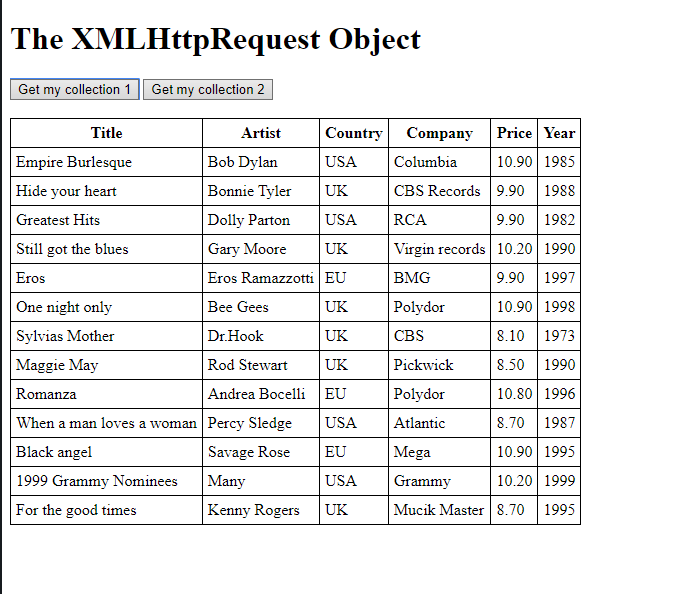 The XMLHttpRequest Object
Get my collection 1 Get my collection 2
Title Artist Country Company Price Year
Empire Burlesque Bob Dylan USA Columbia 10.90 1985
Hide your heart Bonnie Tyler UK CBS Records 9.90 1988
Greatest Hits Dolly Parton USA RCA 9.90 1982
Still got the blues Gary Moore UK Virgin records 10.20 1990
Eros Eros Ramazzotti EU BMG 9.90 1997
One night only Bee Gees UK Polydor 10.90 1998
Sylvias Mother Dr.Hook UK CBS 8.10 1973
Maggie May Rod Stewart UK Pickwick 8.50 1990
Romanza Andrea Bocelli EU Polydor 10.80 1996
When a man loves a woman Percy Sledge USA Atlantic 8.70 1987
Black angel Savage Rose EU Mega 10.90 1995
1999 Grammy Nominees Many USA Grammy 10.20 1999
For the good times Kenny Rogers UK Mucik Master 8.70 1995